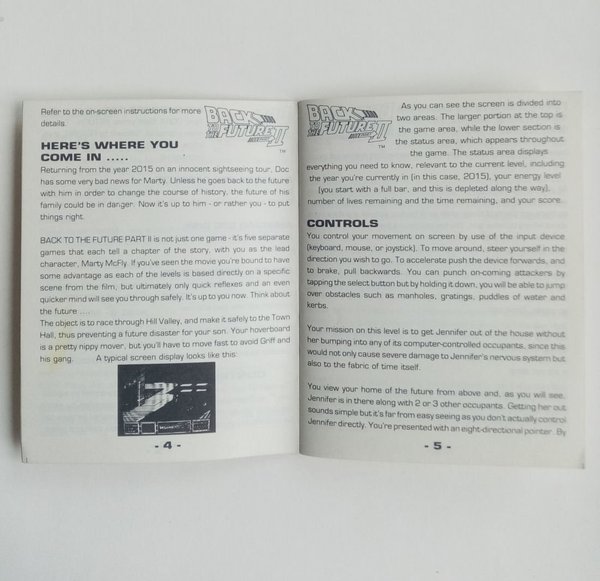 Refer to the on-screen instructions for more
details.
BACK
TO THE
FUTURE
PART II
TM
HERE'S WHERE YOU
COME IN .....
Returning from the year 2015 on an innocent sightseeing tour, Doc
has some very bad news for Marty. Unless he goes back to the future
with him in order to change the course of history, the future of his
family could be in danger. Now it's up to him - or rather you - to put
things right.
BACK TO THE FUTURE PART II is not just one game - it's five separate
games that each tell a chapter of the story, with you as the lead
character, Marty McFly. If you've seen the movie you're bound to have
some advantage as each of the levels is based directly on a specific
scene from the film, but ultimately only quick reflexes and an even
quicker mind will see you through safely. It's up to you now. Think about
the future ....
The object is to race through Hill Valley, and make it safely to the Town
Hall, thus preventing a future disaster for your son. Your hoverboard
is a pretty nippy mover, but you'll have to move fast to avoid Griff and
his gang. A typical screen display looks like this:
- 4 -
BACK
TO THE
FUTURE
PART II
TM
As you can see the screen is divided into
two areas. The larger portion at the top is
the game area, while the lower section is
the status area, which appears throughout
the game. The status area displays
everything you need to know, relevant to the current level, including
the year you're currently in (in this case, 2015), your energy level
(you start with a full bar, and this is depleted along the way),
number of lives remaining and the time remaining, and your score.
CONTROLS
You control your movement on screen by use of the input device
(keyboard, mouse, or joystick). To move around, steer yourself in the
direction you wish to go. To accelerate push the device forwards, and
to brake, pull backwards. You can punch on-coming attackers by
tapping the select button but by holding it down, you will be able to jump
over obstacles such as manholes, gratings, puddles of water and
kerbs.
Your mission on this level is to get Jennifer out of the house without
her bumping into any of its computer-controlled occupants, since this
would not only cause severe damage to Jennifer's nervous system but
also to the fabric of time itself.
You view your home of the future from above and, as you will see,
Jennifer is in there along with 2 or 3 other occupants. Getting her out
sounds simple but it's far from easy seeing as you don't actually control
Jennifer directly. You're presented with an eight-directional pointer. By
- 5 -